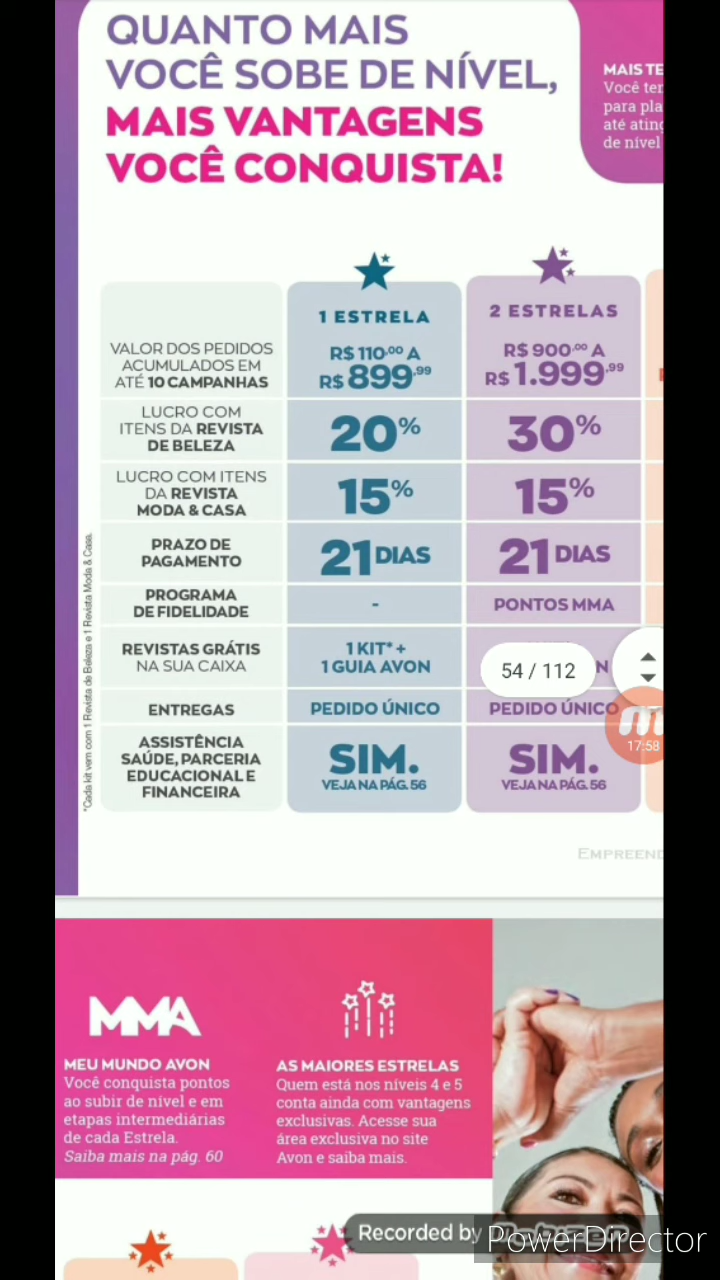 QUANTO MAIS
VOCÊ SOBE DE NÍVEL,
MAIS VANTAGENS
VOCÊ CONQUISTA!
MAIS TE
Você ter
para pla
até ating
de nível
1 ESTRELA
2 ESTRELAS
VALOR DOS PEDIDOS
ACUMULADOS EM
ATÉ 10 CAMPANHAS
R$ 110,00 A
R$ 899,99
R$ 900,00 A
R$ 1.999,99
LUCRO COM
ITENS DA REVISTA
DE BELEZA
20%
30%
LUCRO COM ITENS
DA REVISTA
MODA & CASA
15%
15%
PRAZO DE
PAGAMENTO
21 DIAS
21 DIAS
PROGRAMA
DE FIDELIDADE
-
PONTOS MMA
REVISTAS GRÁTIS
NA SUA CAIXA
1 KIT* +
1 GUIA AVON
54 / 112
N
ENTREGAS
PEDIDO ÚNICO
PEDIDO ÚNICO
17:58
ASSISTÊNCIA
SAÚDE, PARCERIA
EDUCACIONAL E
FINANCEIRA
SIM.
VEJA NA PÁG. 56
SIM.
VEJA NA PÁG. 56
*Cada kit vem com 1 Revista de Beleza e 1 Revista Moda & Casa.
EMPREEND
MMA
MEU MUNDO AVON
Você conquista pontos
ao subir de nível e em
etapas intermediárias
de cada Estrela.
Saiba mais na pág. 60
AS MAIORES ESTRELAS
Quem está nos níveis 4 e 5
conta ainda com vantagens
exclusivas. Acesse sua
área exclusiva no site
Avon e saiba mais.
Recorded by
PowerDirector